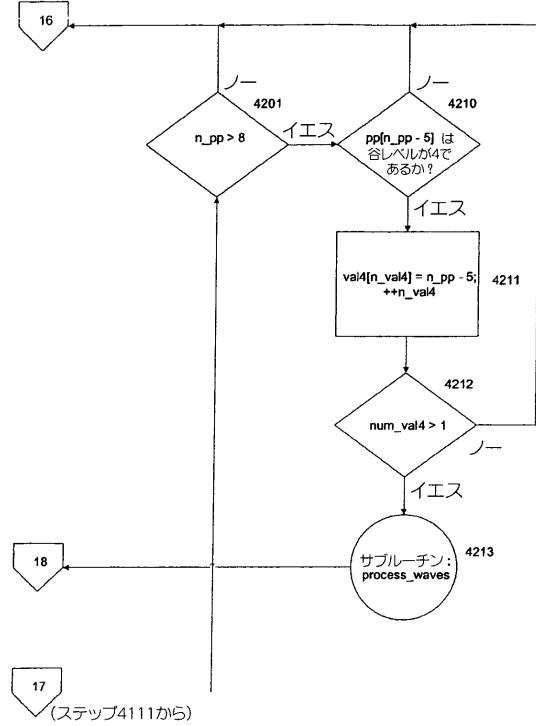 16
ノー
4201
n_pp > 8
イエス
ノー
4210
pp[n_pp - 5] は
谷レベルが4で
あるか?
イエス
val4[n_val4] = n_pp - 5;
++n_val4
4211
4212
num_val4 > 1
ノー
イエス
サブルーチン:
process_waves
4213
18
17
(ステップ4111から)